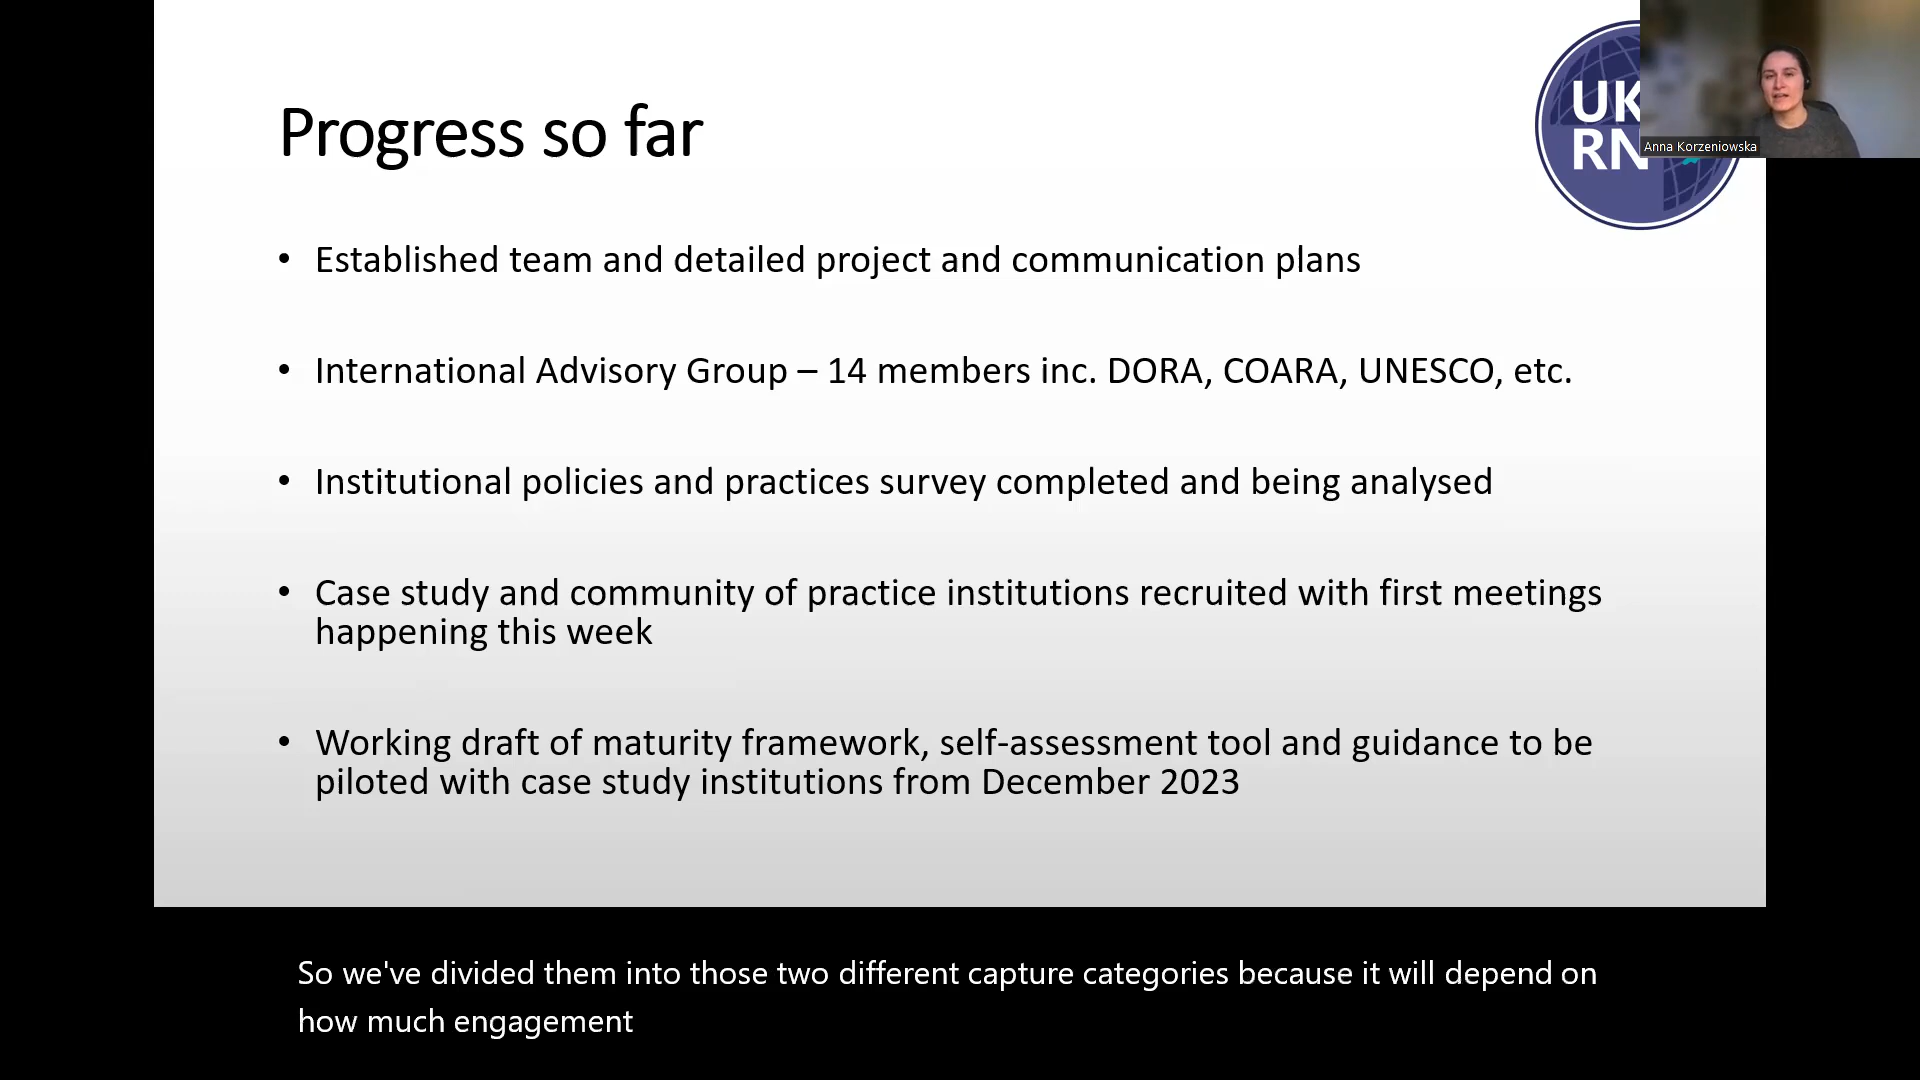 Progress so far
UK
RN
Anna Korzeniowska
• Established team and detailed project and communication plans
• International Advisory Group – 14 members inc. DORA, COARA, UNESCO, etc.
• Institutional policies and practices survey completed and being analysed
• Case study and community of practice institutions recruited with first meetings
happening this week
• Working draft of maturity framework, self-assessment tool and guidance to be
piloted with case study institutions from December 2023
So we've divided them into those two different capture categories because it will depend on
how much engagement